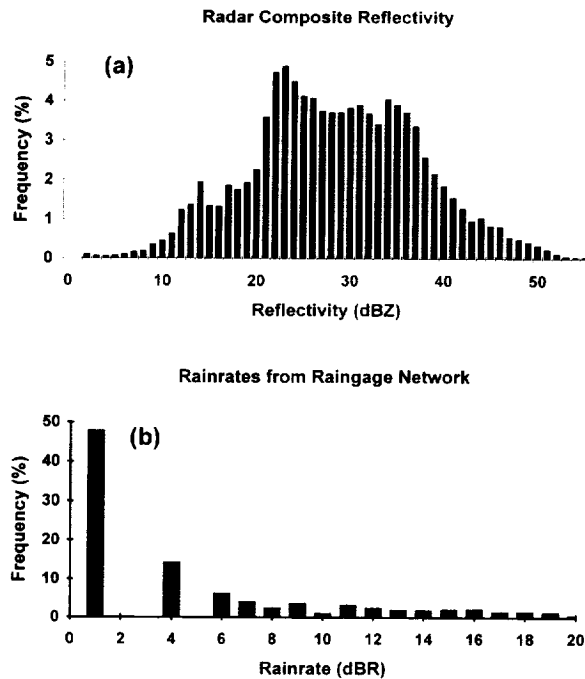 Radar Composite Reflectivity
(a)
Frequency (%)
5
4
3
2
1
0
0 10 20 30 40 50
Reflectivity (dBZ)
Rainrates from Raingage Network
(b)
Frequency (%)
50
40
30
20
10
0
0 2 4 6 8 10 12 14 16 18 20
Rainrate (dBR)